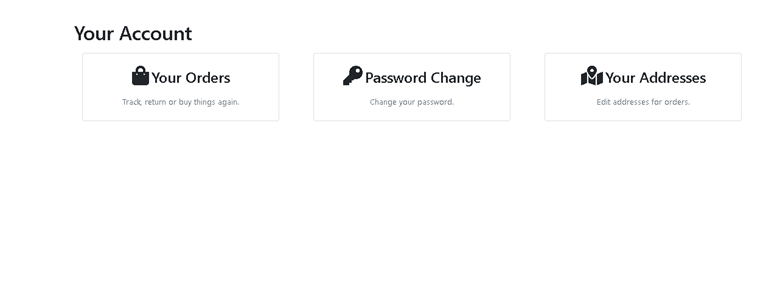 Your Account
Your Orders
Track, return or buy things again.
Password Change
Change your password.
Your Addresses
Edit addresses for orders.